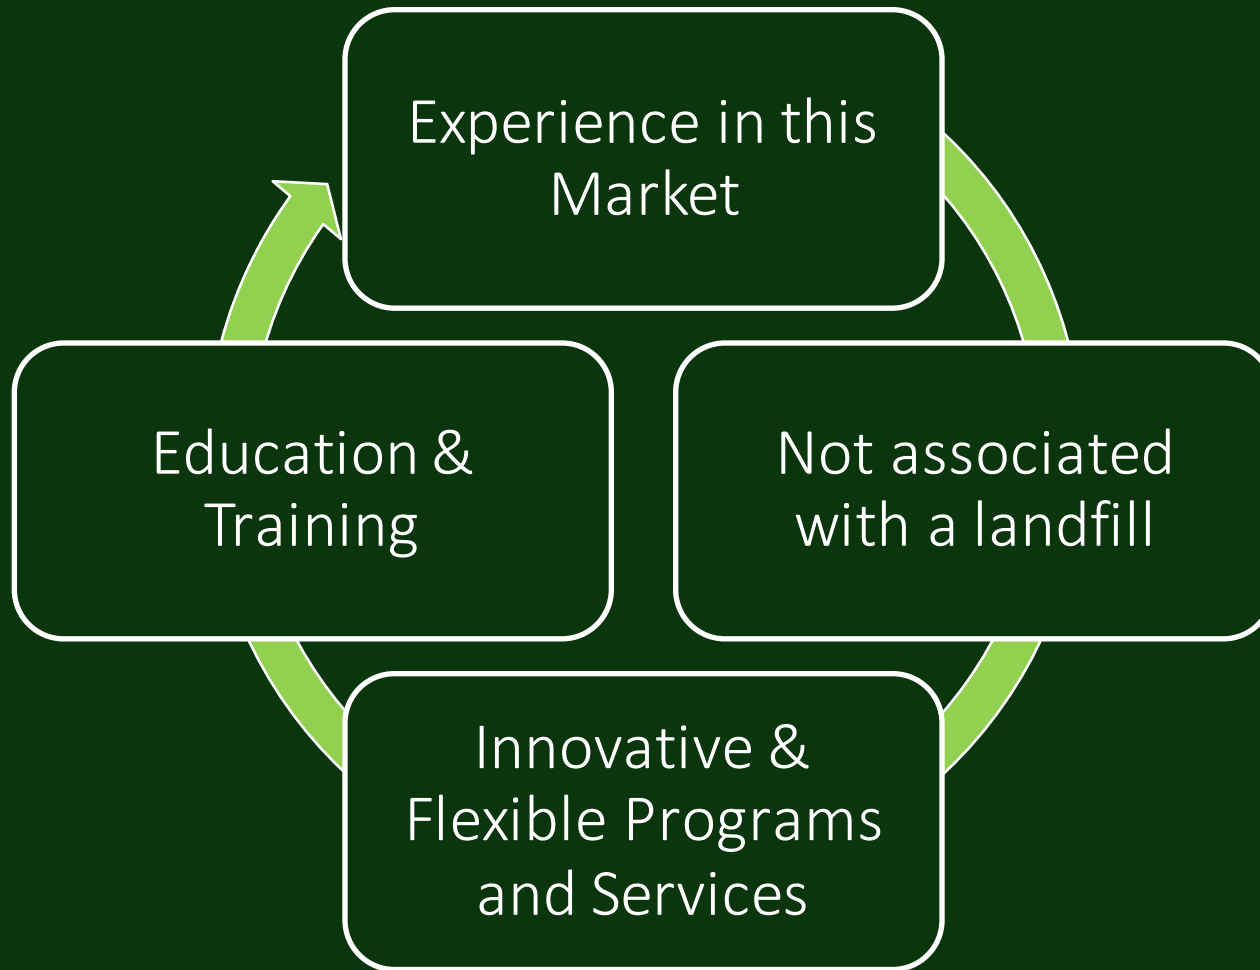 Experience in this
Market
Not associated
with a landfill
Innovative &
Flexible Programs
and Services
Education &
Training